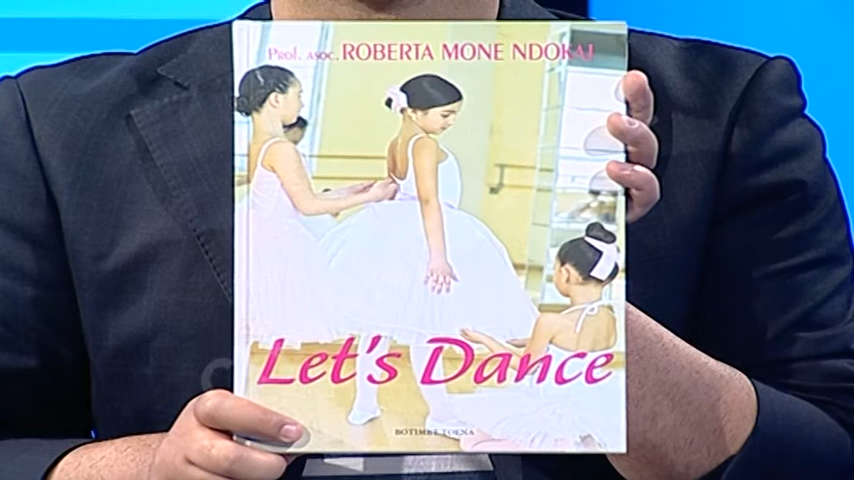 Prof. Asoc. ROBERTA MONE NDOKAJ
Let's Dance
BOTIMET TOENA